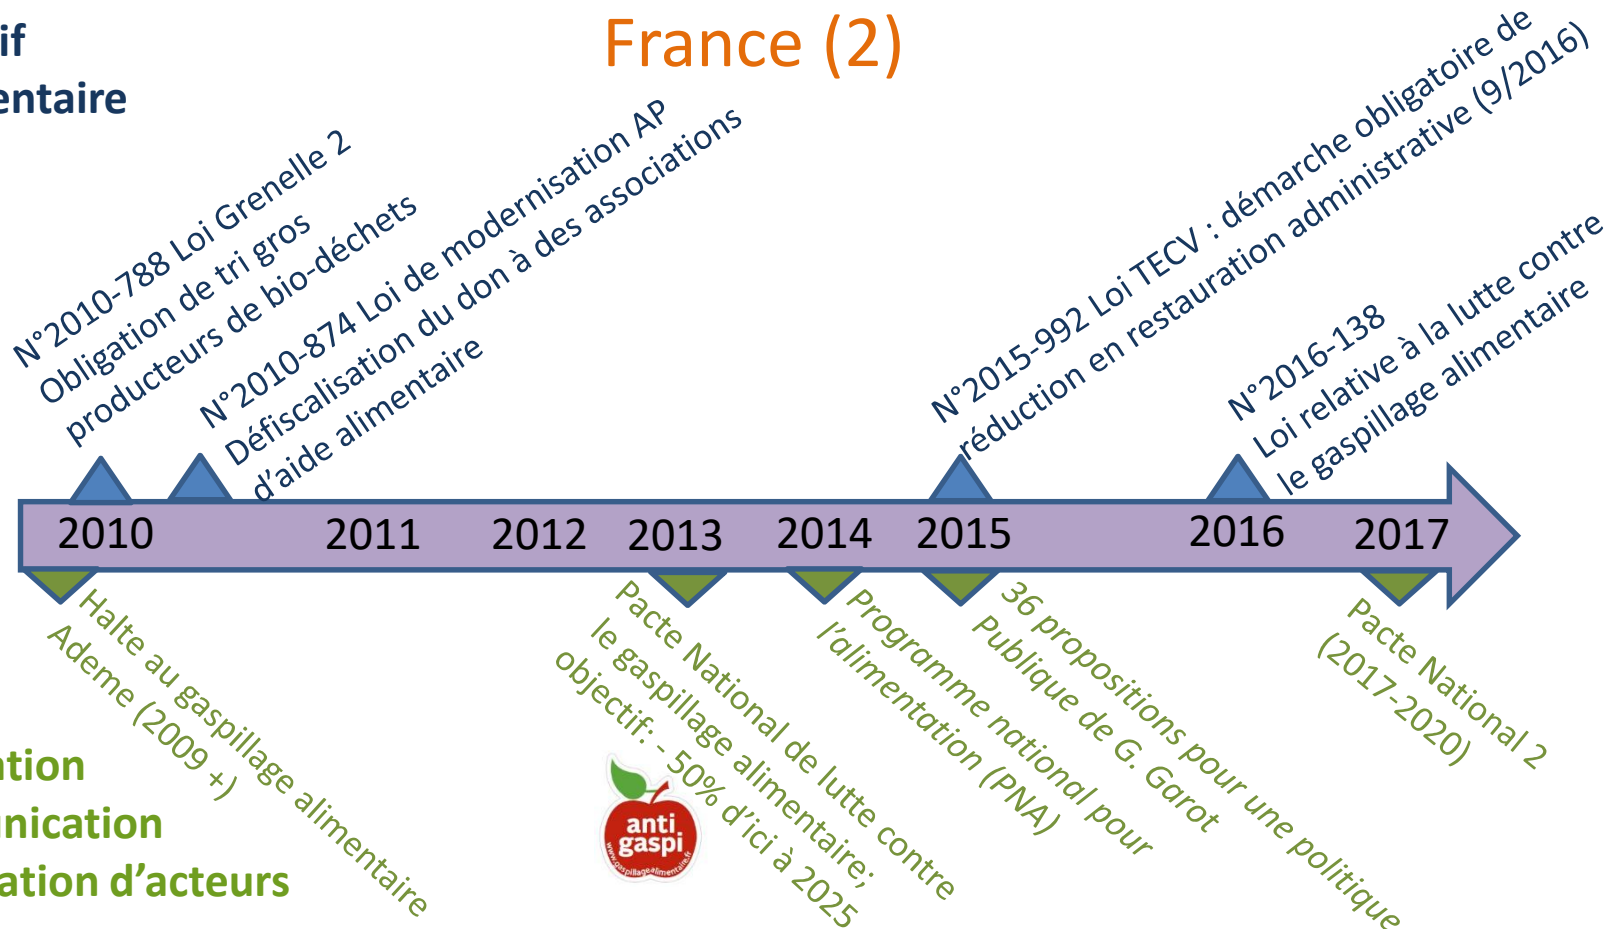 France (2)
if
entaire
N°2010-788 Loi Grenelle 2
Obligation de tri gros
producteurs de bio-déchets
N°2010-874 Loi de modernisation AP
Défiscalisation du don à des associations
d'aide alimentaire
N°2015-992 Loi TECV : démarche obligatoire de
réduction en restauration administrative (9/2016)
N°2016-138
Loi relative à la lutte contre
le gaspillage alimentaire
2010 2011 2012 2013 2014 2015 2016 2017
Halte au gaspillage alimentaire
Ademe (2009 +)
Pacte National de lutte contre
le gaspillage alimentaire;
objectif: - 50% d'ici à 2025
Programme national pour
l'alimentation (PNA)
36 propositions pour une politique
Publique de G. Garot
Pacte National 2
(2017-2020)
anti
gaspi
www.gaspillagealimentaire.fr
ation
unication
ation d'acteurs